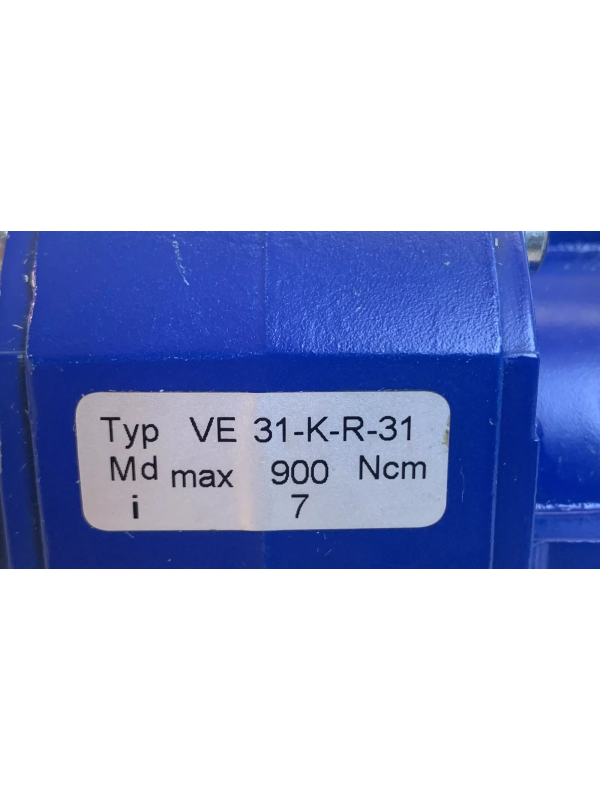 Typ VE 31-K-R-31
Md max 900 Ncm
i 7